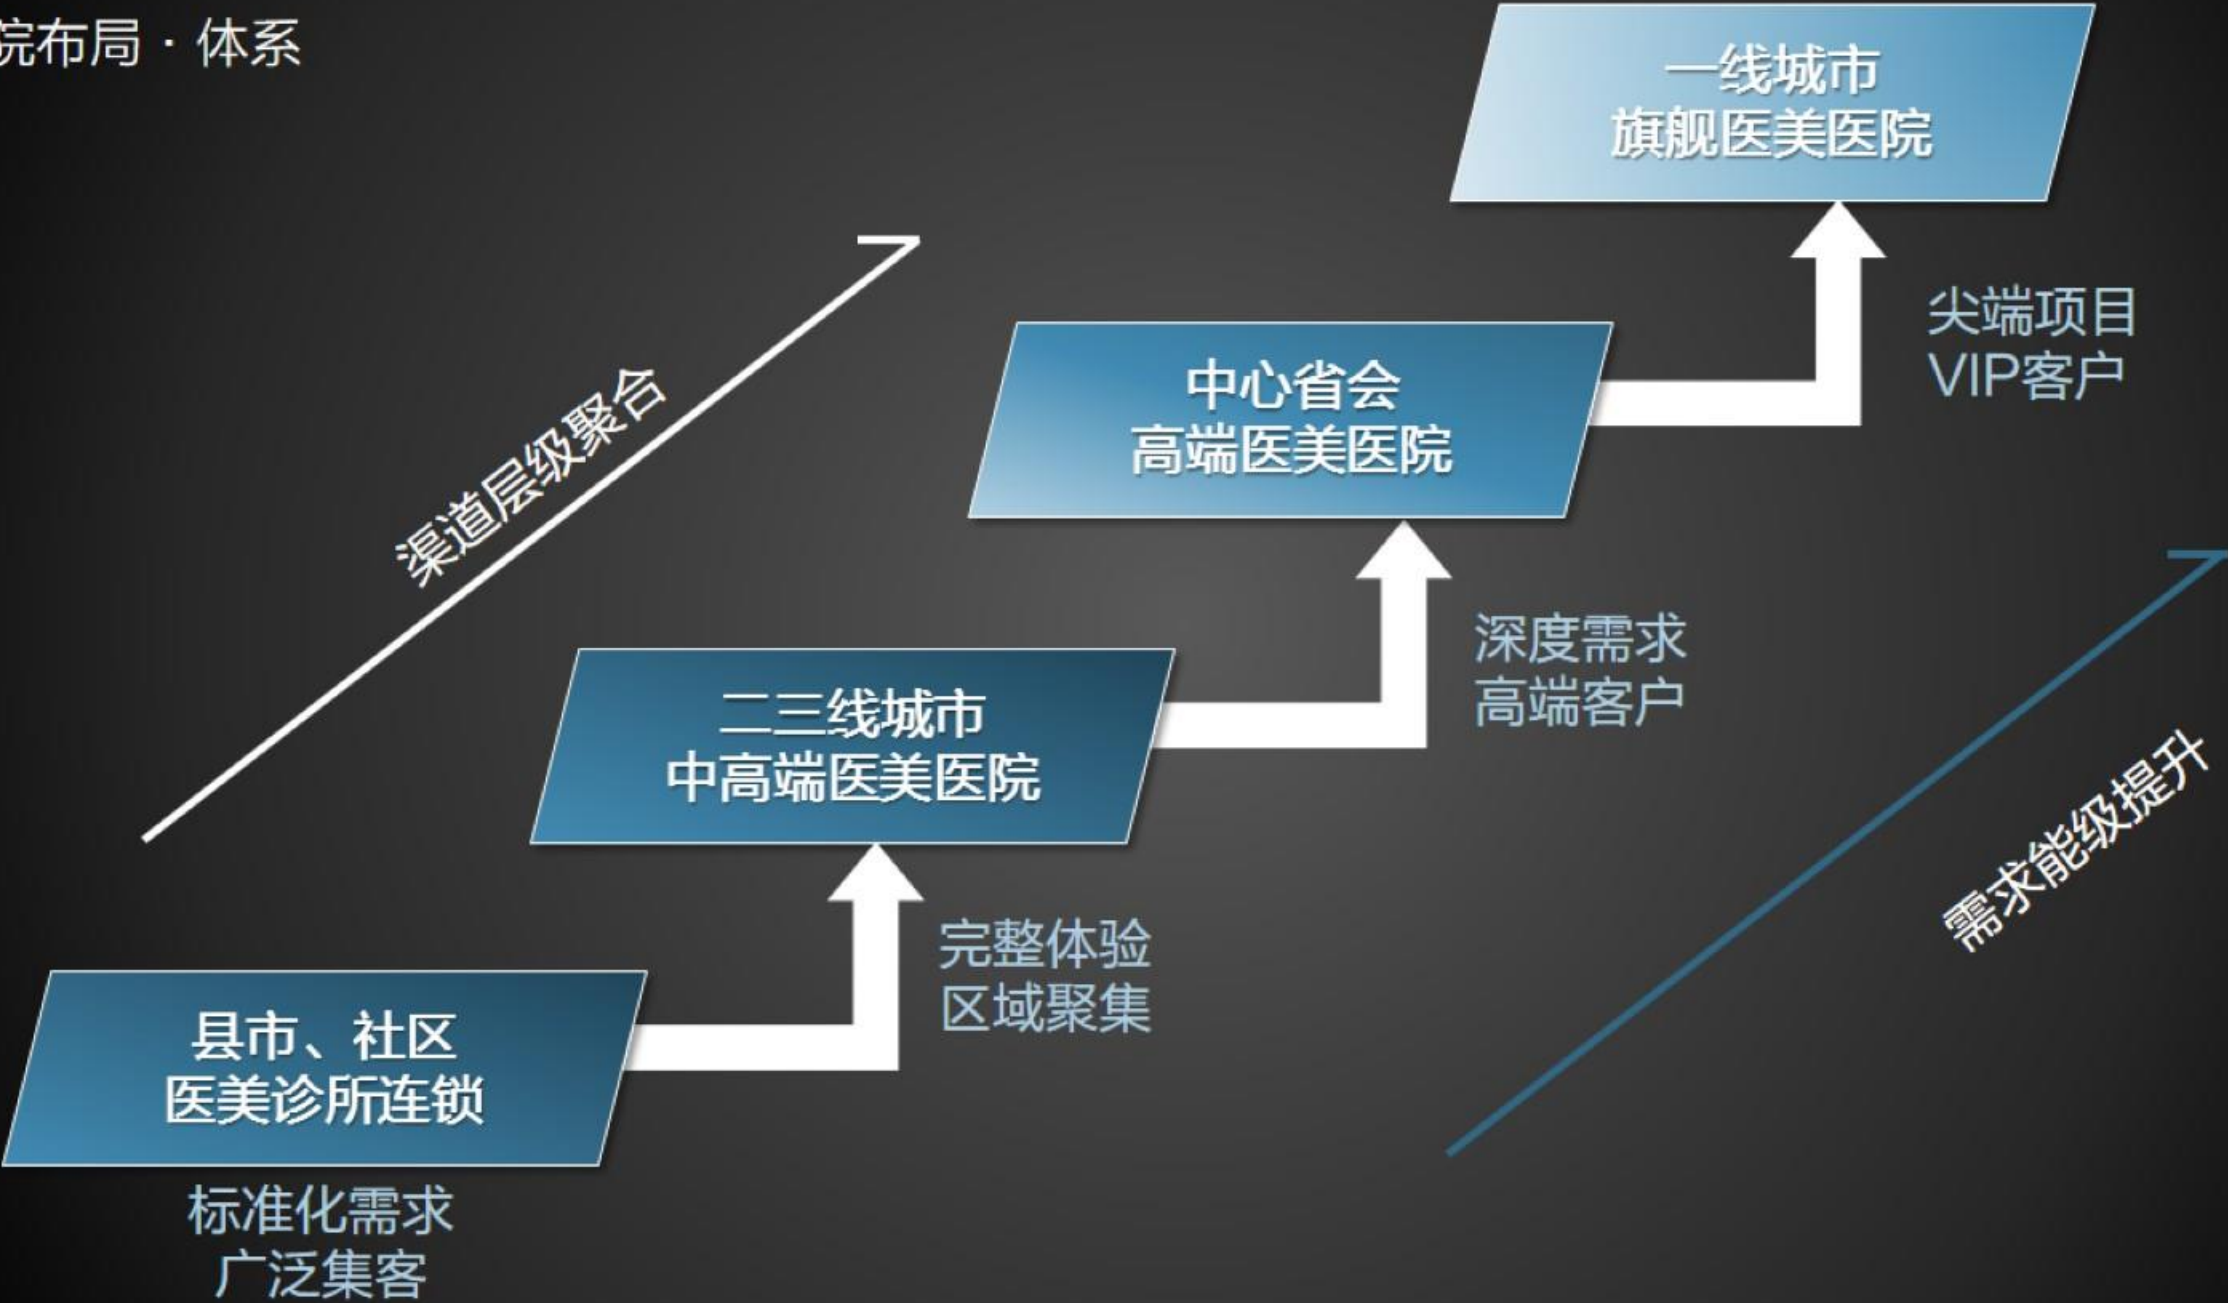 院布局·体系
一线城市
旗舰医美医院
尖端项目
VIP客户
中心省会
高端医美医院
渠道层级聚合
深度需求
高端客户
二三线城市
中高端医美医院
需求能级提升
完整体验
区域聚集
县市、社区
医美诊所连锁
标准化需求
广泛集客